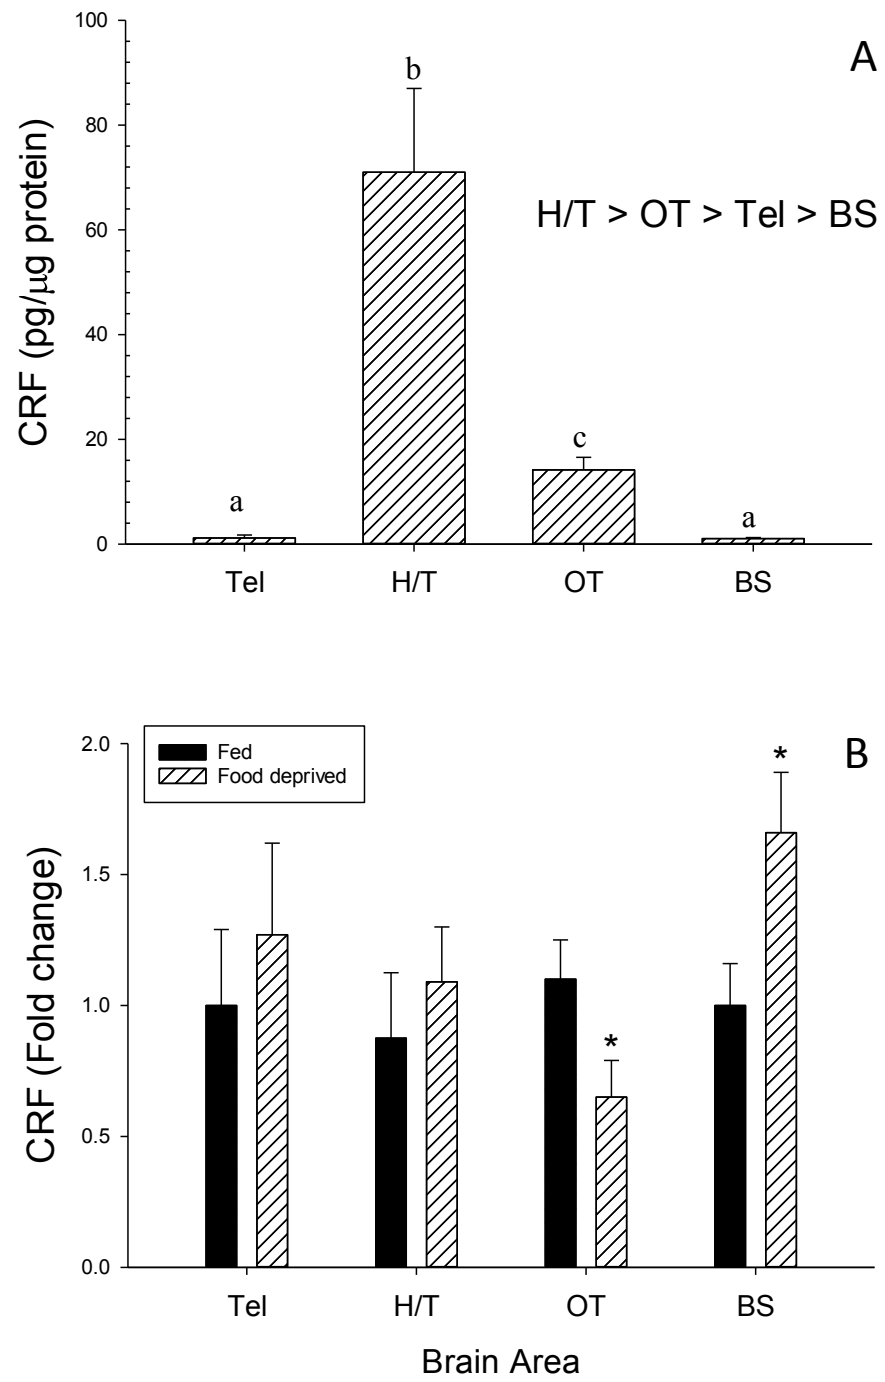 A
CRF (pg/μg protein)
100
80
60
40
20
0
a
b
c
a
H/T > OT > Tel > BS
Tel H/T OT BS
B
Fed
Food deprived
CRF (Fold change)
2.0
1.5
1.0
0.5
0.0
*
*
Tel H/T OT BS
Brain Area